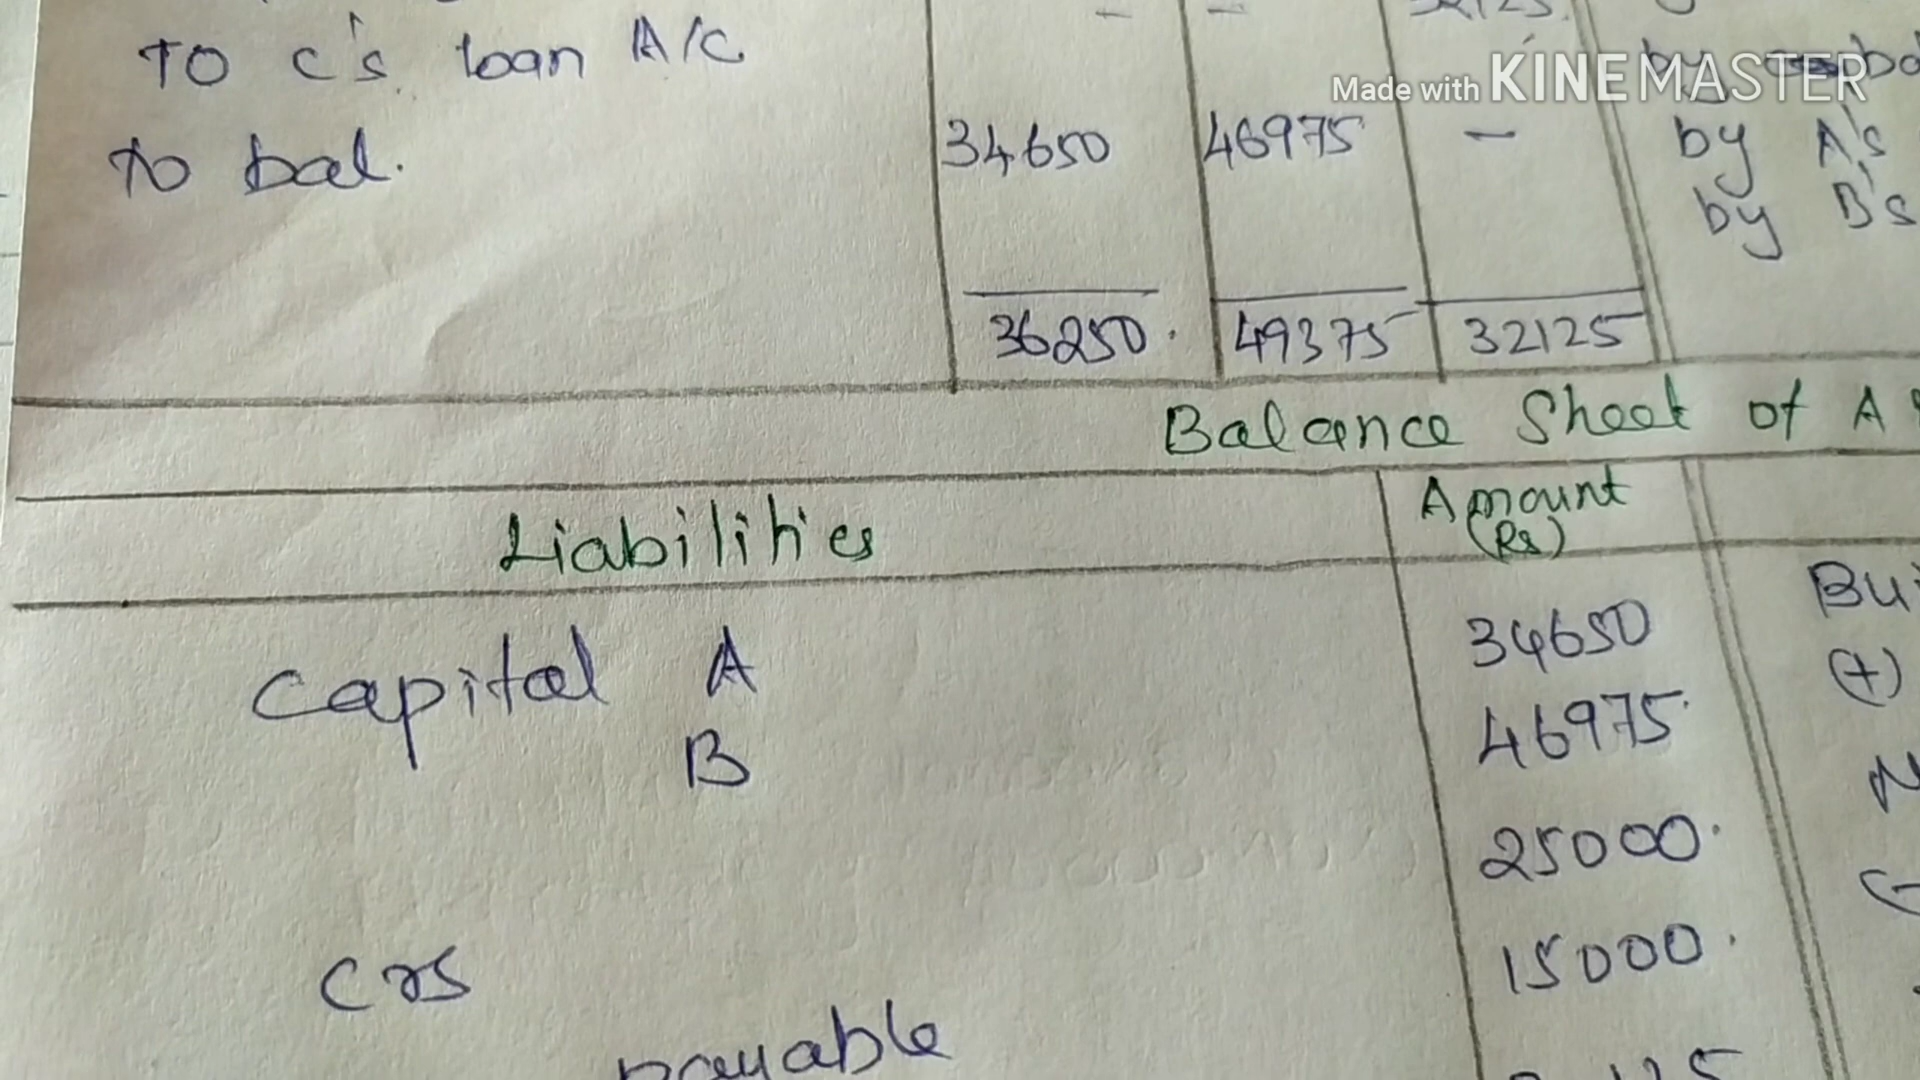 TO C's loan A/C
Made with KINEMASTER
To bal. 34650 46975 - by A's
by B's
36250. 49375 32125
Balance Sheet of A
Liabilities Amount (Rs)
Capital A 34650
(+)
B 46975.
25000.
Crs 15000.
payable